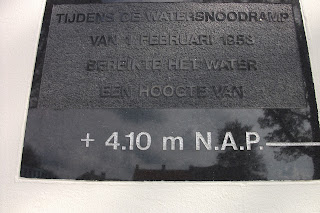 TIJDENS DE WATERSNOODRAMP
VAN 1 FEBRUARI 1953
BEREIKTE HET WATER
EEN HOOGTE VAN
+ 4.10 m N.A.P.